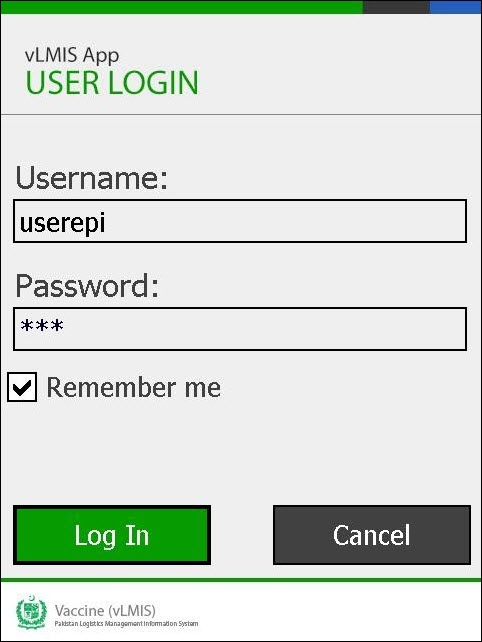 vLMIS App
USER LOGIN
Username:
userepi
Password:
***
Remember me
Log In
Cancel
Vaccine (vLMIS)
Pakistan Logistics Management Information System